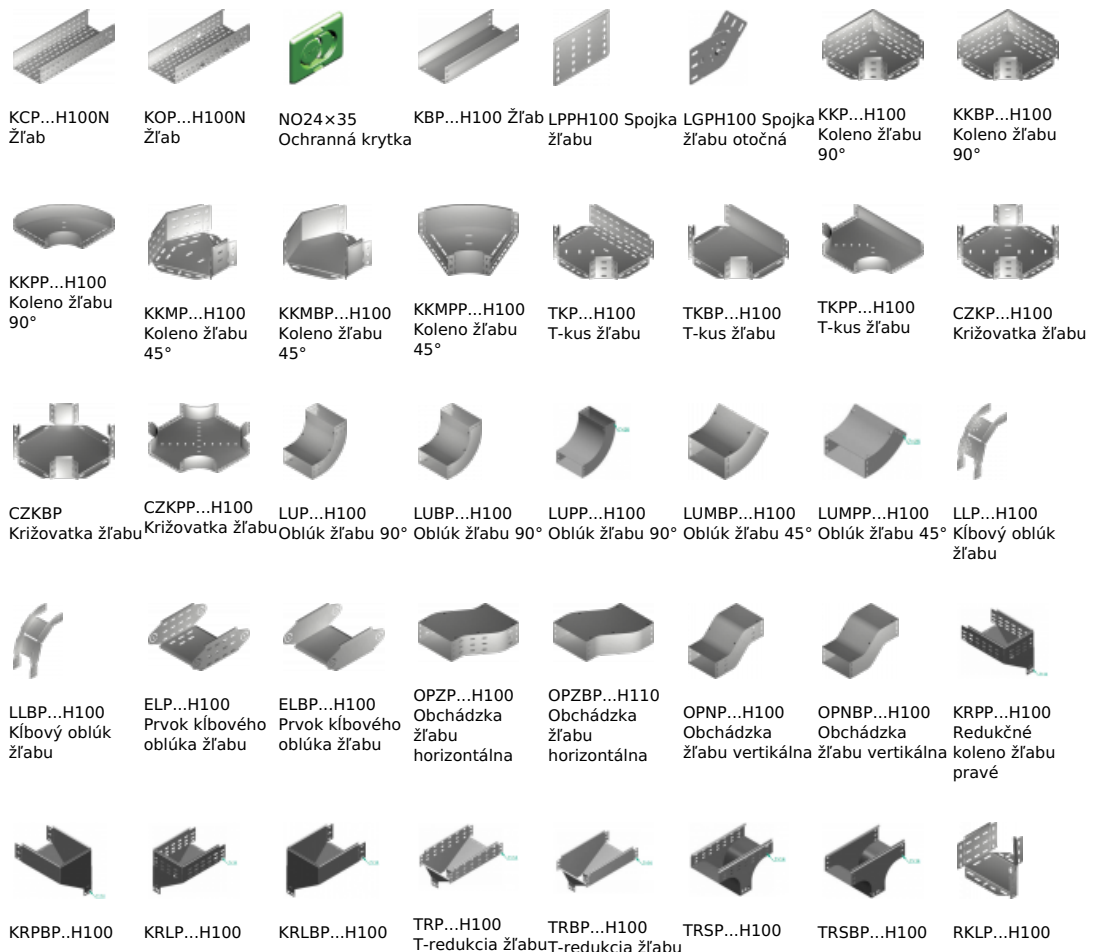 KCP...H100N
Žľab
KOP...H100N
Žľab
NO24×35
Ochranná krytka
KBP...H100 Žľab
LPPH100 Spojka
žľabu
LGPH100 Spojka
žľabu otočná
KKP...H100
Koleno žľabu
90°
KKBP...H100
Koleno žľabu
90°
KKPP...H100
Koleno žľabu
90°
KKMP...H100
Koleno žľabu
45°
KKMBP...H100
Koleno žľabu
45°
KKMPP...H100
Koleno žľabu
45°
TKP...H100
T-kus žľabu
TKBP...H100
T-kus žľabu
TKPP...H100
T-kus žľabu
CZKP...H100
Križovatka žľabu
CZKBP
Križovatka žľabu
CZKPP...H100
Križovatka žľabu
LUP...H100
Oblúk žľabu 90°
LUBP...H100
Oblúk žľabu 90°
LUPP...H100
Oblúk žľabu 90°
LUMBP...H100
Oblúk žľabu 45°
LUMPP...H100
Oblúk žľabu 45°
LLP...H100
Kĺbový oblúk
žľabu
LLBP...H100
Kĺbový oblúk
žľabu
ELP...H100
Prvok kĺbového
oblúka žľabu
ELBP...H100
Prvok kĺbového
oblúka žľabu
OPZP...H100
Obchádzka
žľabu
horizontálna
OPZBP...H110
Obchádzka
žľabu
horizontálna
OPNP...H100
Obchádzka
žľabu vertikálna
OPNBP...H100
Obchádzka
žľabu vertikálna
KRPP...H100
Redukčné
koleno žľabu
pravé
KRPBP..H100
KRLP...H100
KRLBP...H100
TRP...H100
T-redukcia žľabu
TRBP...H100
T-redukcia žľabu
TRSP...H100
TRSBP...H100
RKLP...H100